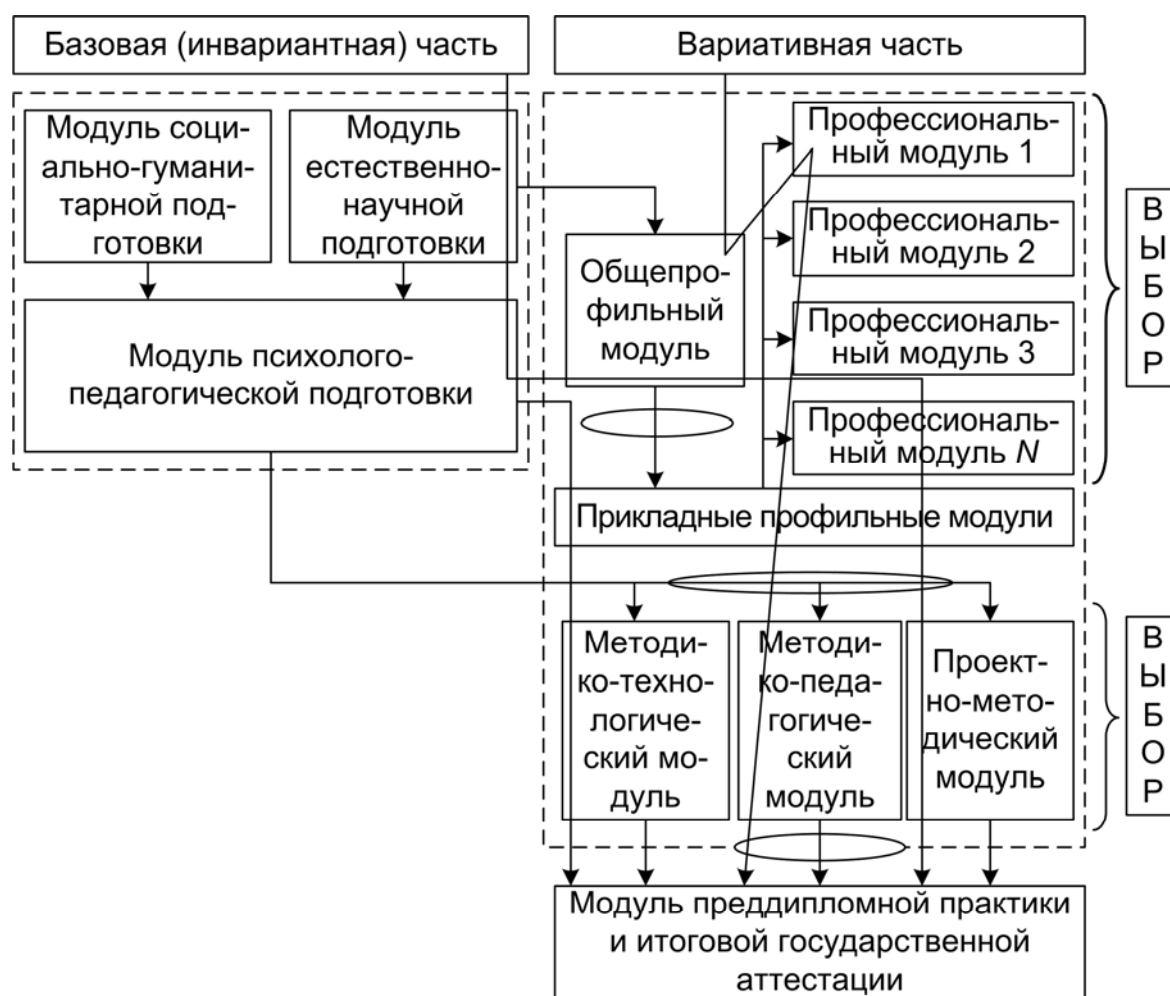 Базовая (инвариантная) часть
Вариативная часть
Модуль соци-
ально-гумани-
тарной под-
готовки
Модуль
естественно-
научной
подготовки
Модуль психолого-
педагогической подготовки
Общепро-
фильный
модуль
Профессиональ-
ный модуль 1
Профессиональ-
ный модуль 2
Профессиональ-
ный модуль 3
Профессиональ-
ный модуль N
В
Ы
Б
О
Р
Прикладные профильные модули
Методи-
ко-техно-
логиче-
ский мо-
дуль
Методи-
ко-педа-
гогиче-
ский
модуль
Проект-
но-мето-
дический
модуль
В
Ы
Б
О
Р
Модуль преддипломной практики
и итоговой государственной
аттестации